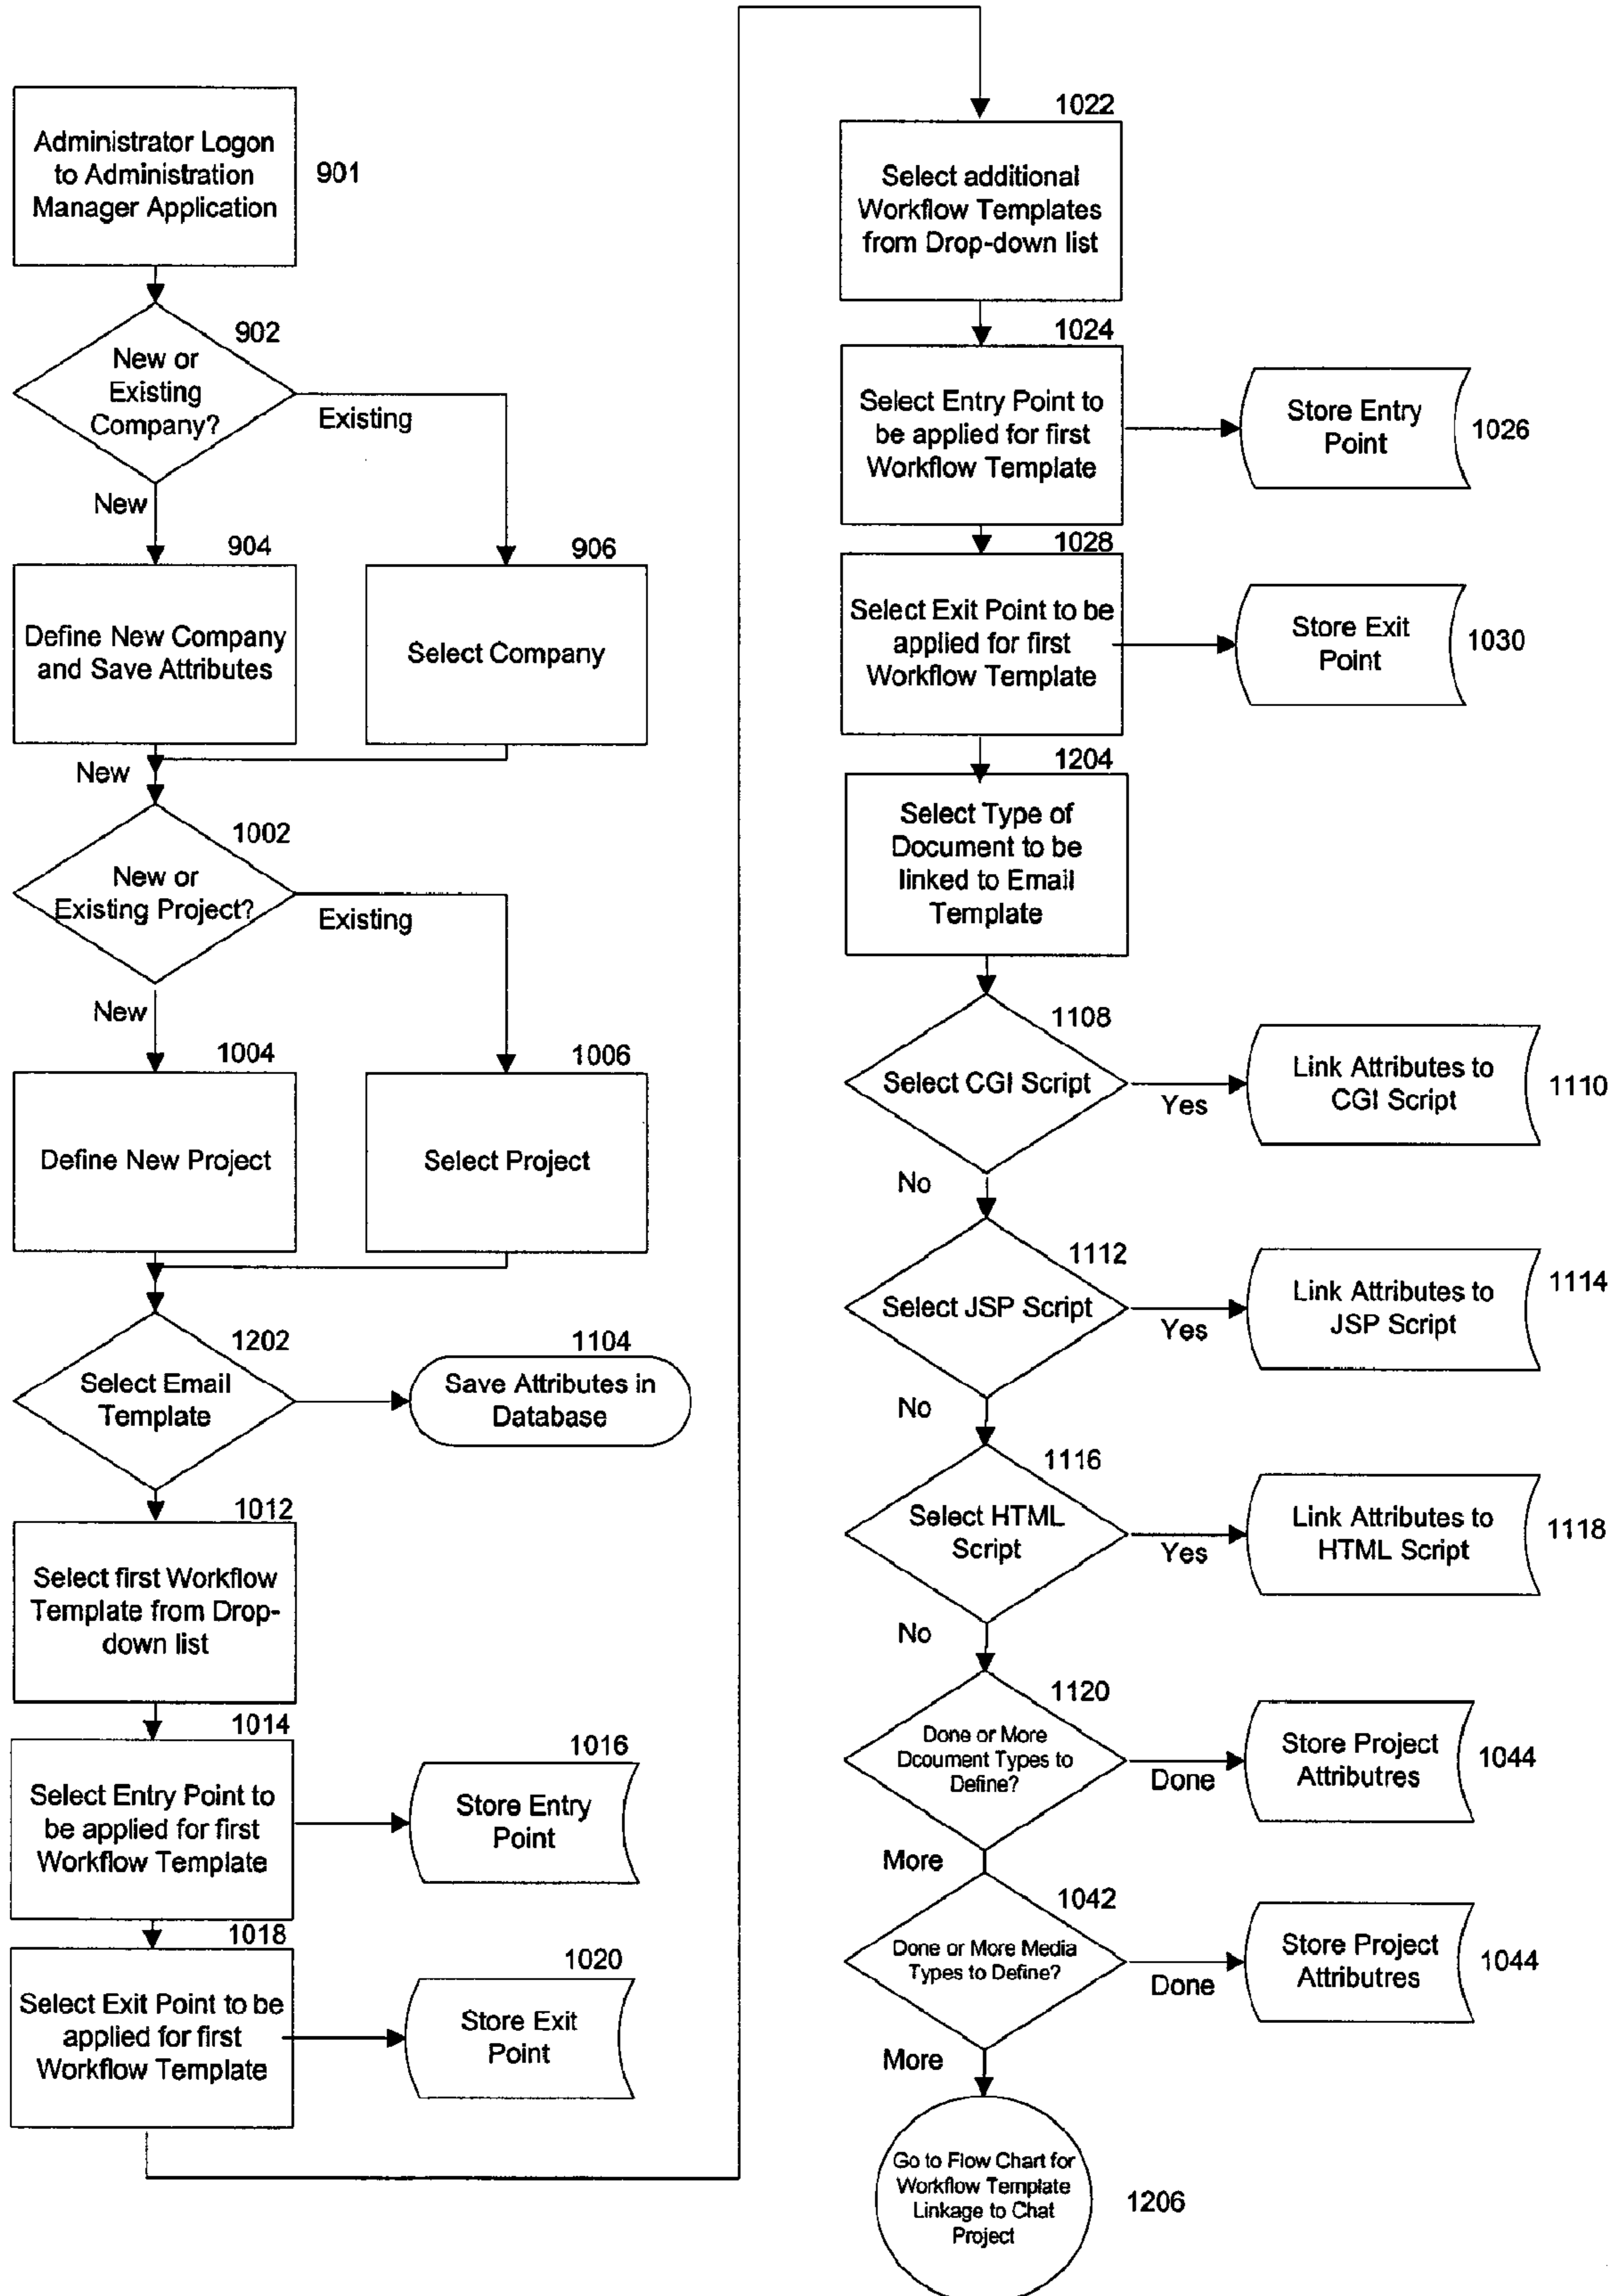 Administrator Logon
to Administration
Manager Application
901
902
New or
Existing
Company?
Existing
New
904
Define New Company
and Save Attributes
906
Select Company
New
1002
New or
Existing Project?
Existing
New
1004
Define New Project
1006
Select Project
1202
Select Email
Template
1104
Save Attributes in
Database
1012
Select first Workflow
Template from Drop-
down list
1014
Select Entry Point to
be applied for first
Workflow Template
1016
Store Entry
Point
1018
Select Exit Point to be
applied for first
Workflow Template
1020
Store Exit
Point
1022
Select additional
Workflow Templates
from Drop-down list
1024
Select Entry Point to
be applied for first
Workflow Template
Store Entry
Point
1026
1028
Select Exit Point to be
applied for first
Workflow Template
Store Exit
Point
1030
1204
Select Type of
Document to be
linked to Email
Template
1108
Select CGI Script
Yes
Link Attributes to
CGI Script
1110
No
1112
Select JSP Script
Yes
Link Attributes to
JSP Script
1114
No
1116
Select HTML
Script
Yes
Link Attributes to
HTML Script
1118
No
1120
Done or More
Dcoument Types to
Define?
Done
Store Project
Attributres
1044
More
1042
Done or More Media
Types to Define?
Done
Store Project
Attributres
1044
More
Go to Flow Chart for
Workflow Template
Linkage to Chat
Project
1206